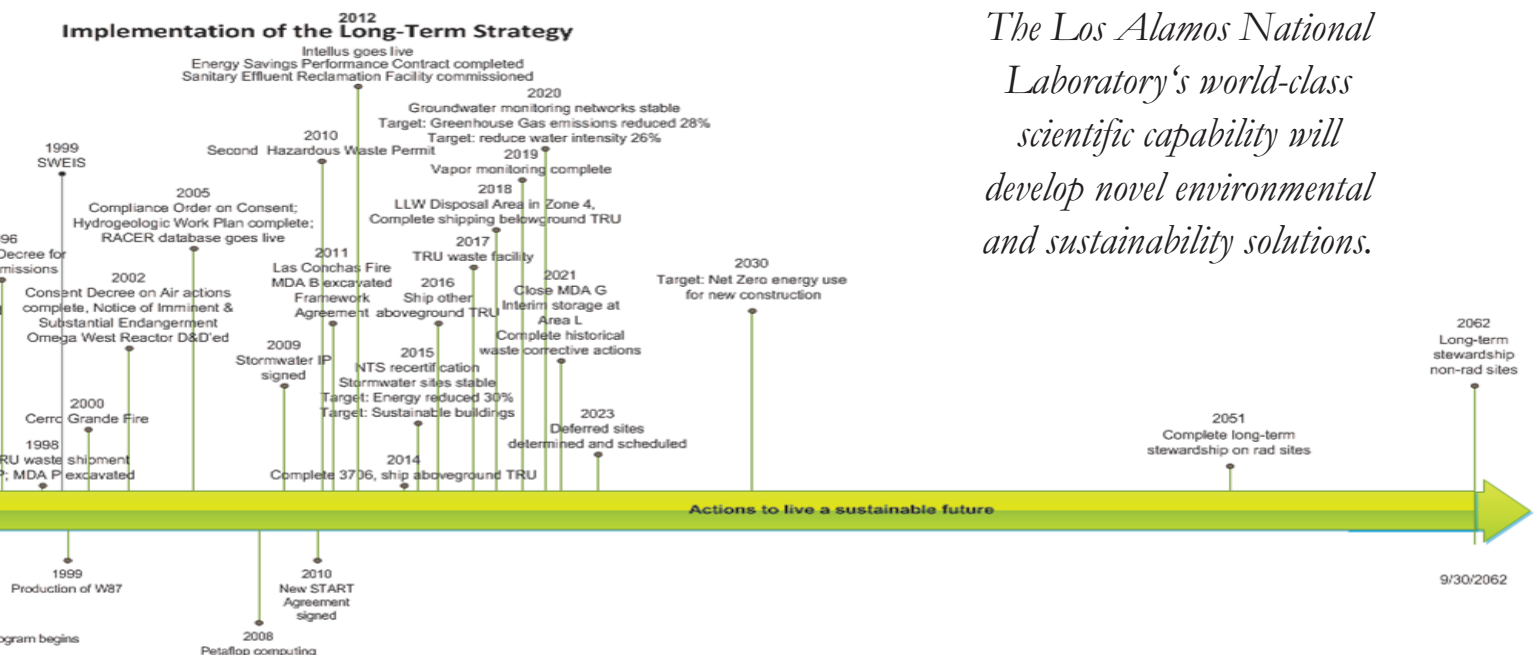 2012
Implementation of the Long-Term Strategy
Intellus goes live
Energy Savings Performance Contract completed
Sanitary Effluent Reclamation Facility commissioned
The Los Alamos National
Laboratory‘s world-class
scientific capability will
develop novel environmental
and sustainability solutions.
2020
Groundwater monitoring networks stable
Target: Greenhouse Gas emissions reduced 28%
Target: reduce water intensity 26%
2010
Second Hazardous Waste Permit
1999
SWEIS
2019
Vapor monitoring complete
2005
Compliance Order on Consent;
Hydrogeologic Work Plan complete;
RACER database goes live
2018
LLW Disposal Area in Zone 4,
Complete shipping belowground TRU
96
Decree for
missions
2017
TRU waste facility
2011
Las Conchas Fire
MDA B excavated
Framework
Agreement
2002
Consent Decree on Air actions
complete, Notice of Imminent &
Substantial Endangerment
Omega West Reactor D&D'ed
2016
Ship other
aboveground TRU
2021
Close MDA G
Interim storage at
Area L
Complete historical
waste corrective actions
2030
Target: Net Zero energy use
for new construction
2009
Stormwater IP
signed
2015
NTS recertification
Stormwater sites stable
Target: Energy reduced 30%
Target: Sustainable buildings
2062
Long-term
stewardship
non-rad sites
2000
Cerro Grande Fire
2023
Deferred sites
determined and scheduled
2051
Complete long-term
stewardship on rad sites
1998
RU waste shipment
P; MDA P excavated
2014
Complete 3706, ship aboveground TRU
Actions to live a sustainable future
1999
Production of W87
2010
New START
Agreement
signed
9/30/2062
ogram begins
2008
Petaflop computing